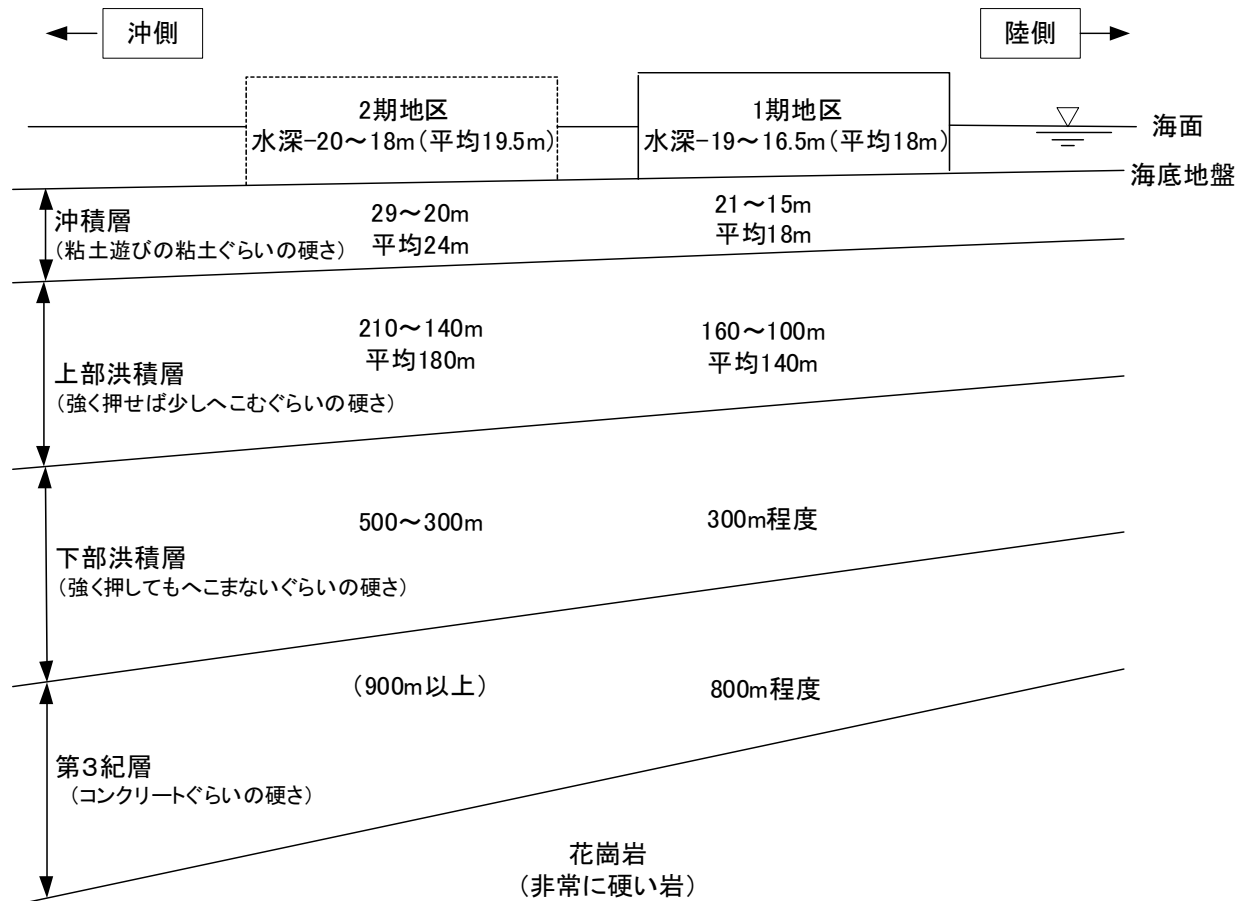 沖側
陸側
2期地区
水深-20～18m(平均19.5m)
1期地区
水深-19～16.5m(平均18m)
海面
海底地盤
沖積層
(粘土遊びの粘土ぐらいの硬さ)
29～20m
平均24m
21～15m
平均18m
上部洪積層
(強く押せば少しへこむぐらいの硬さ)
210～140m
平均180m
160～100m
平均140m
下部洪積層
(強く押してもへこまないぐらいの硬さ)
500～300m
300m程度
第3紀層
(コンクリートぐらいの硬さ)
(900m以上)
800m程度
花崗岩
(非常に硬い岩)